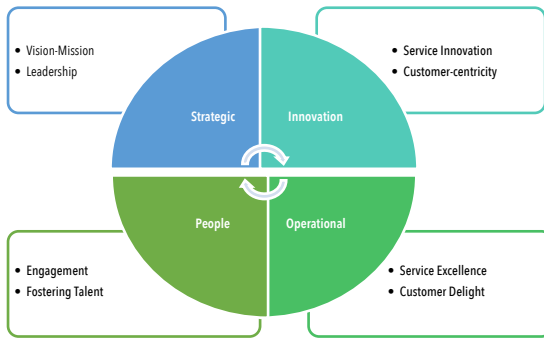 • Vision-Mission
• Leadership
• Service Innovation
• Customer-centricity
Strategic
Innovation
People
Operational
• Engagement
• Fostering Talent
• Service Excellence
• Customer Delight